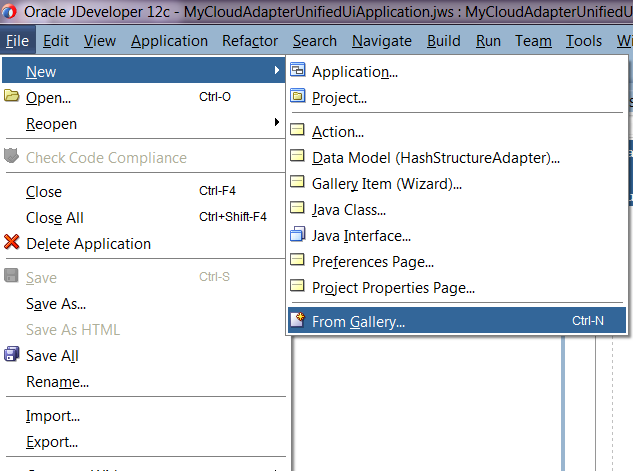 Oracle JDeveloper 12c - MyCloudAdapterUnifiedUiApplication.jws : MyCloudAdapterUnifiedU
File Edit View Application Refactor Search Navigate Build Run Team Tools Wi
New
Open... Ctrl-O
Reopen
Check Code Compliance
Close Ctrl-F4
Close All Ctrl+Shift-F4
Delete Application
Save Ctrl-S
Save As...
Save As HTML
Save All
Rename...
Import...
Export...
Application...
Project...
Action...
Data Model (HashStructureAdapter)...
Gallery Item (Wizard)...
Java Class...
Java Interface...
Preferences Page...
Project Properties Page...
From Gallery... Ctrl-N